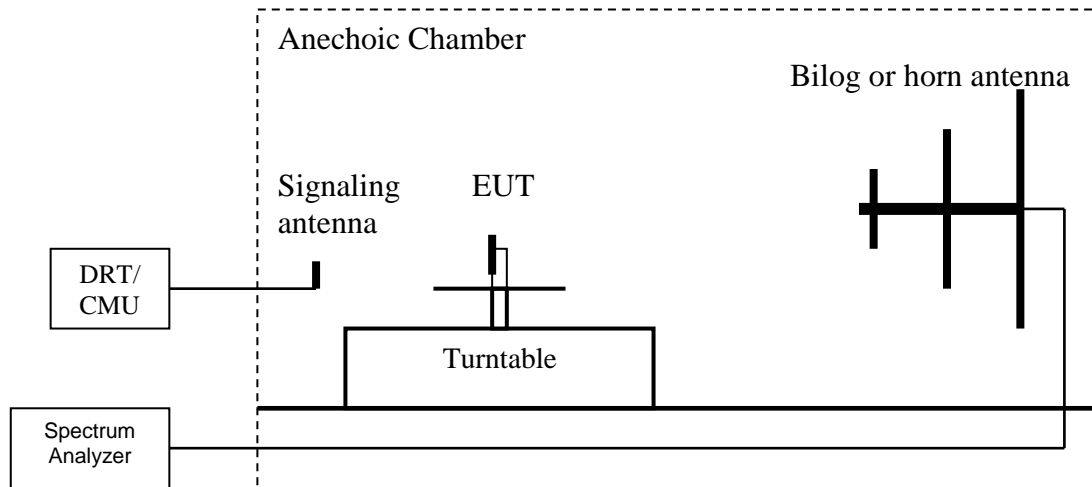 Anechoic Chamber
Bilog or horn antenna
Signaling
antenna
EUT
DRT/
CMU
Turntable
Spectrum
Analyzer